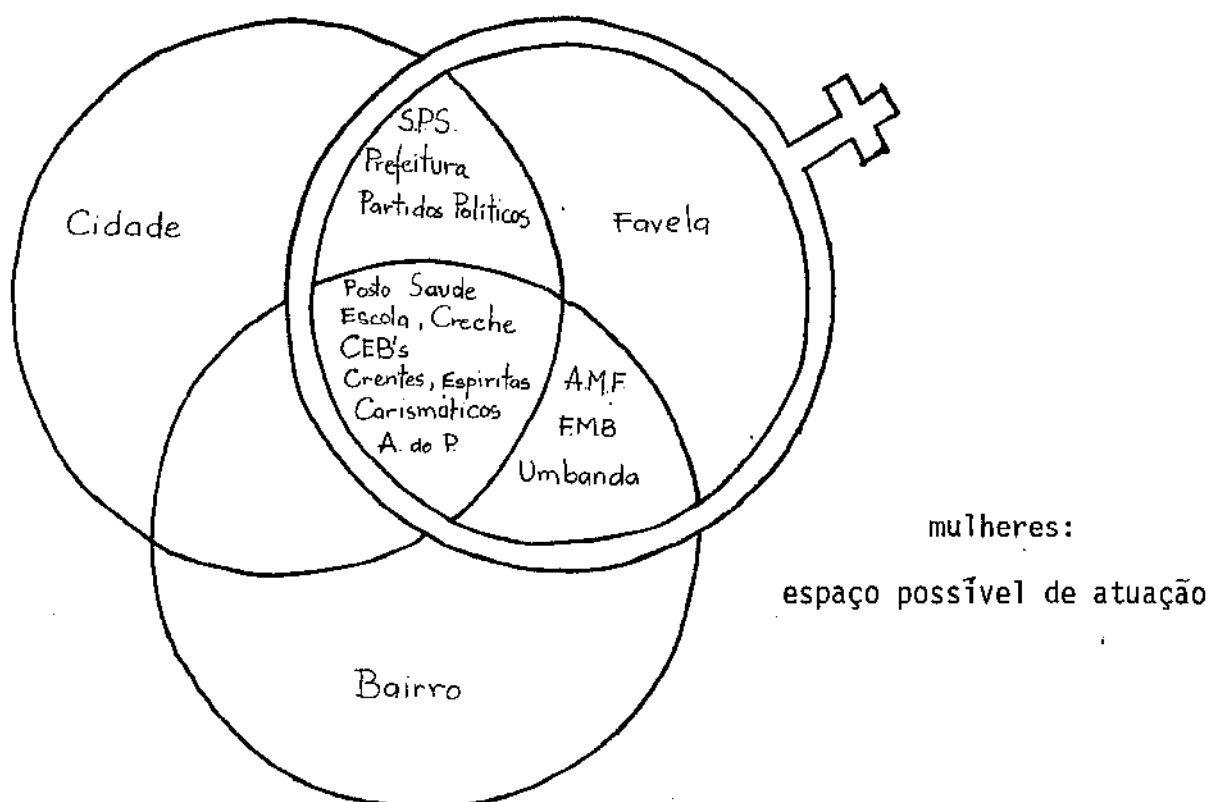 S.P.S.
Prefeitura
Partidos Políticos
Cidade
Favela
Posto Saude
Escola, Creche
CEB's
Crentes, Espiritas
Carismáticos
A. do P.
A.M.F.
F.M.B
Umbanda
mulheres:
espaço possível de atuação
Bairro